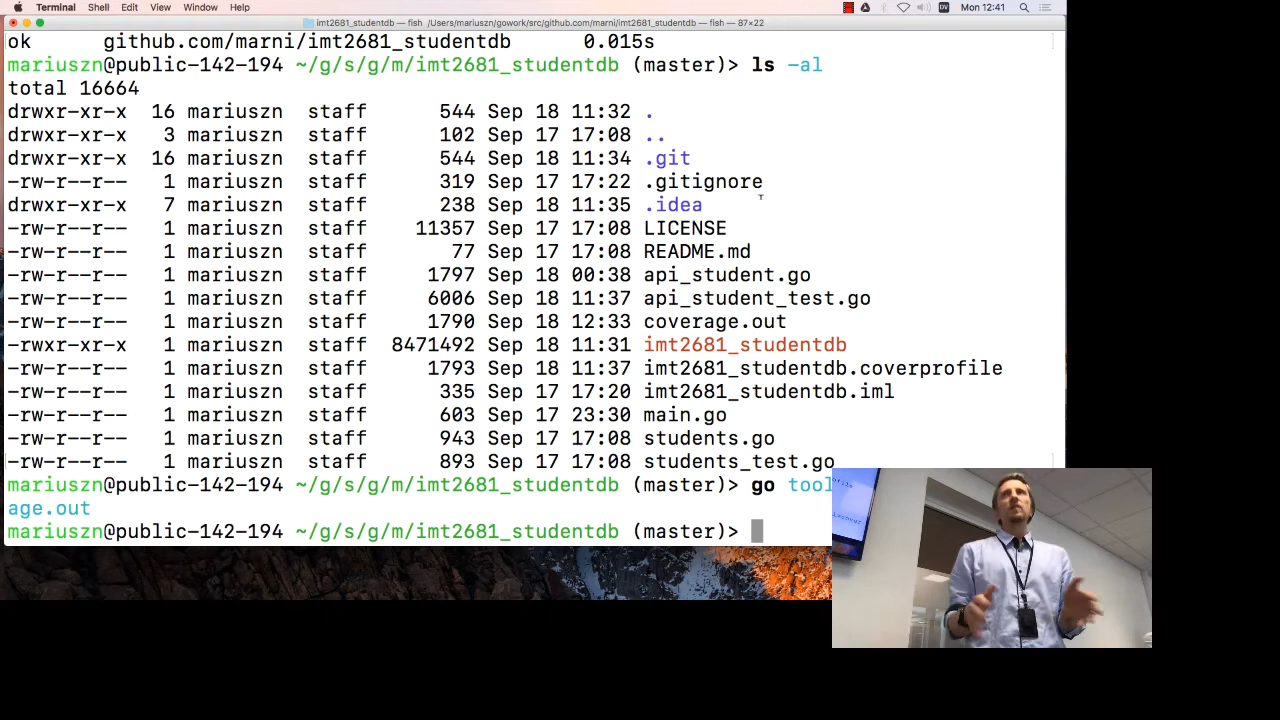 Terminal Shell Edit View Window Help DV Mon 12:41
imt2681_studentdb — fish /Users/mariuszn/gowork/src/github.com/marni/imt2681_studentdb — fish — 87×22
ok github.com/marni/imt2681_studentdb 0.015s
mariuszn@public-142-194 ~/g/s/g/m/imt2681_studentdb (master)> ls -al
total 16664
drwxr-xr-x 16 mariuszn staff 544 Sep 18 11:32 .
drwxr-xr-x 3 mariuszn staff 102 Sep 17 17:08 ..
drwxr-xr-x 16 mariuszn staff 544 Sep 18 11:34 .git
-rw-r--r-- 1 mariuszn staff 319 Sep 17 17:22 .gitignore
drwxr-xr-x 7 mariuszn staff 238 Sep 18 11:35 .idea
-rw-r--r-- 1 mariuszn staff 11357 Sep 17 17:08 LICENSE
-rw-r--r-- 1 mariuszn staff 77 Sep 17 17:08 README.md
-rw-r--r-- 1 mariuszn staff 1797 Sep 18 00:38 api_student.go
-rw-r--r-- 1 mariuszn staff 6006 Sep 18 11:37 api_student_test.go
-rw-r--r-- 1 mariuszn staff 1790 Sep 18 12:33 coverage.out
-rwxr-xr-x 1 mariuszn staff 8471492 Sep 18 11:31 imt2681_studentdb
-rw-r--r-- 1 mariuszn staff 1793 Sep 18 11:37 imt2681_studentdb.coverprofile
-rw-r--r-- 1 mariuszn staff 335 Sep 17 17:20 imt2681_studentdb.iml
-rw-r--r-- 1 mariuszn staff 603 Sep 17 23:30 main.go
-rw-r--r-- 1 mariuszn staff 943 Sep 17 17:08 students.go
-rw-r--r-- 1 mariuszn staff 893 Sep 17 17:08 students_test.go
mariuszn@public-142-194 ~/g/s/g/m/imt2681_studentdb (master)> go tool
age.out
mariuszn@public-142-194 ~/g/s/g/m/imt2681_studentdb (master)>